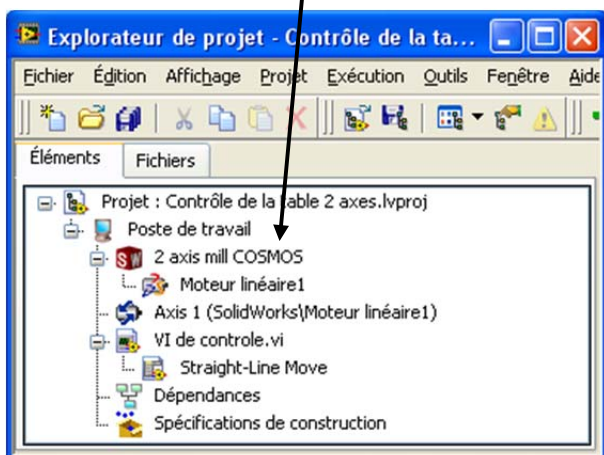 Explorateur de projet - Contrôle de la ta...
Fichier Édition Affichage Projet Exécution Outils Fenêtre Aide
Éléments Fichiers
Projet : Contrôle de la table 2 axes.lvproj
Poste de travail
2 axis mill COSMOS
Moteur linéaire1
Axis 1 (SolidWorks\Moteur linéaire1)
VI de controle.vi
Straight-Line Move
Dépendances
Spécifications de construction